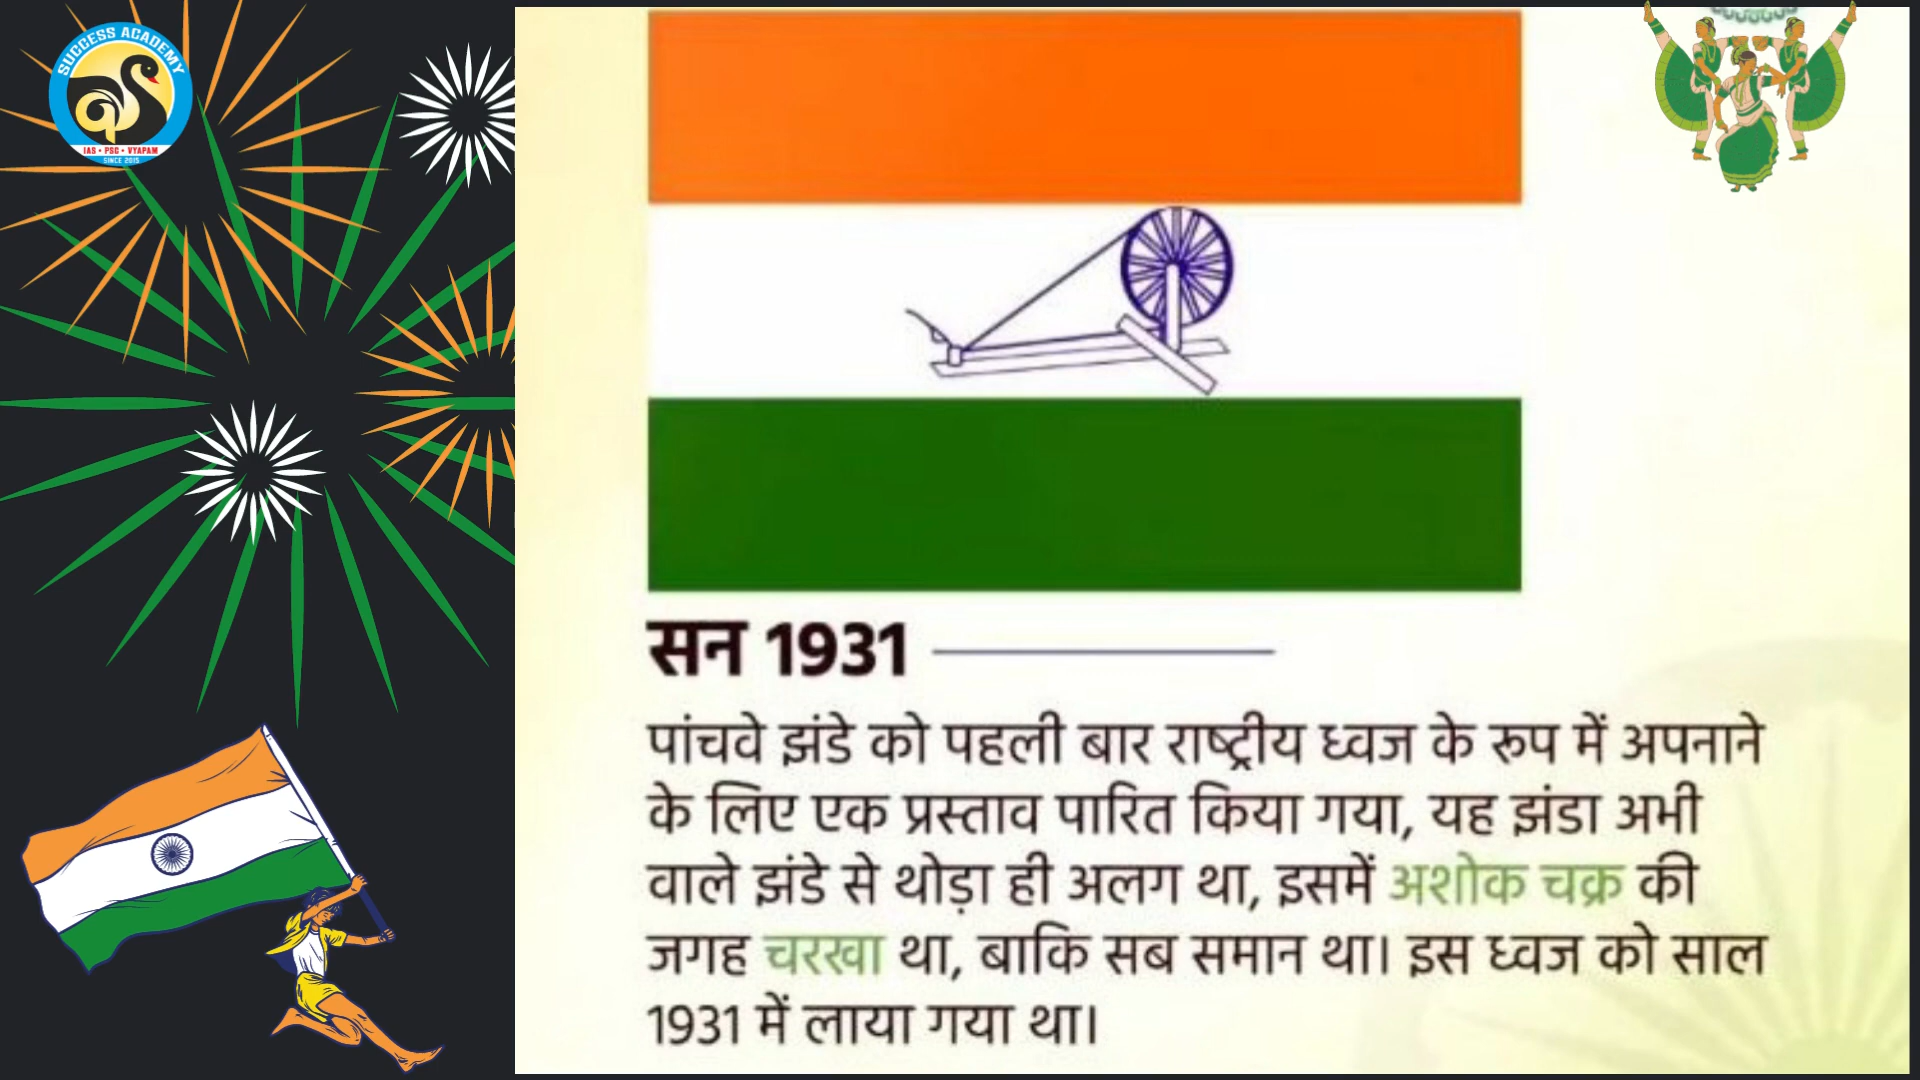 SUCCESS ACADEMY
IAS • PSC • VYAPAM
SINCE 2015
सन 1931
पांचवे झंडे को पहली बार राष्ट्रीय ध्वज के रूप में अपनाने
के लिए एक प्रस्ताव पारित किया गया, यह झंडा अभी
वाले झंडे से थोड़ा ही अलग था, इसमें अशोक चक्र की
जगह चरखा था, बाकि सब समान था। इस ध्वज को साल
1931 में लाया गया था।